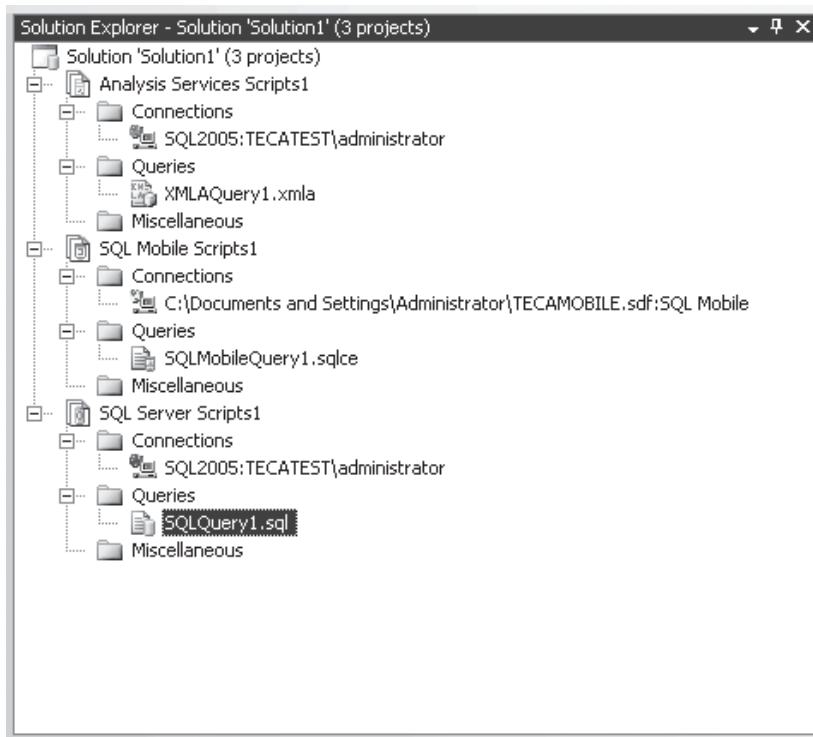 Solution Explorer - Solution 'Solution1' (3 projects)
Solution 'Solution1' (3 projects)
Analysis Services Scripts1
Connections
SQL2005:TECATEST\administrator
Queries
XMLAQuery1.xmla
Miscellaneous
SQL Mobile Scripts1
Connections
C:\Documents and Settings\Administrator\TECAMOBILE.sdf:SQL Mobile
Queries
SQLMobileQuery1.sqlce
Miscellaneous
SQL Server Scripts1
Connections
SQL2005:TECATEST\administrator
Queries
SQLQuery1.sql
Miscellaneous